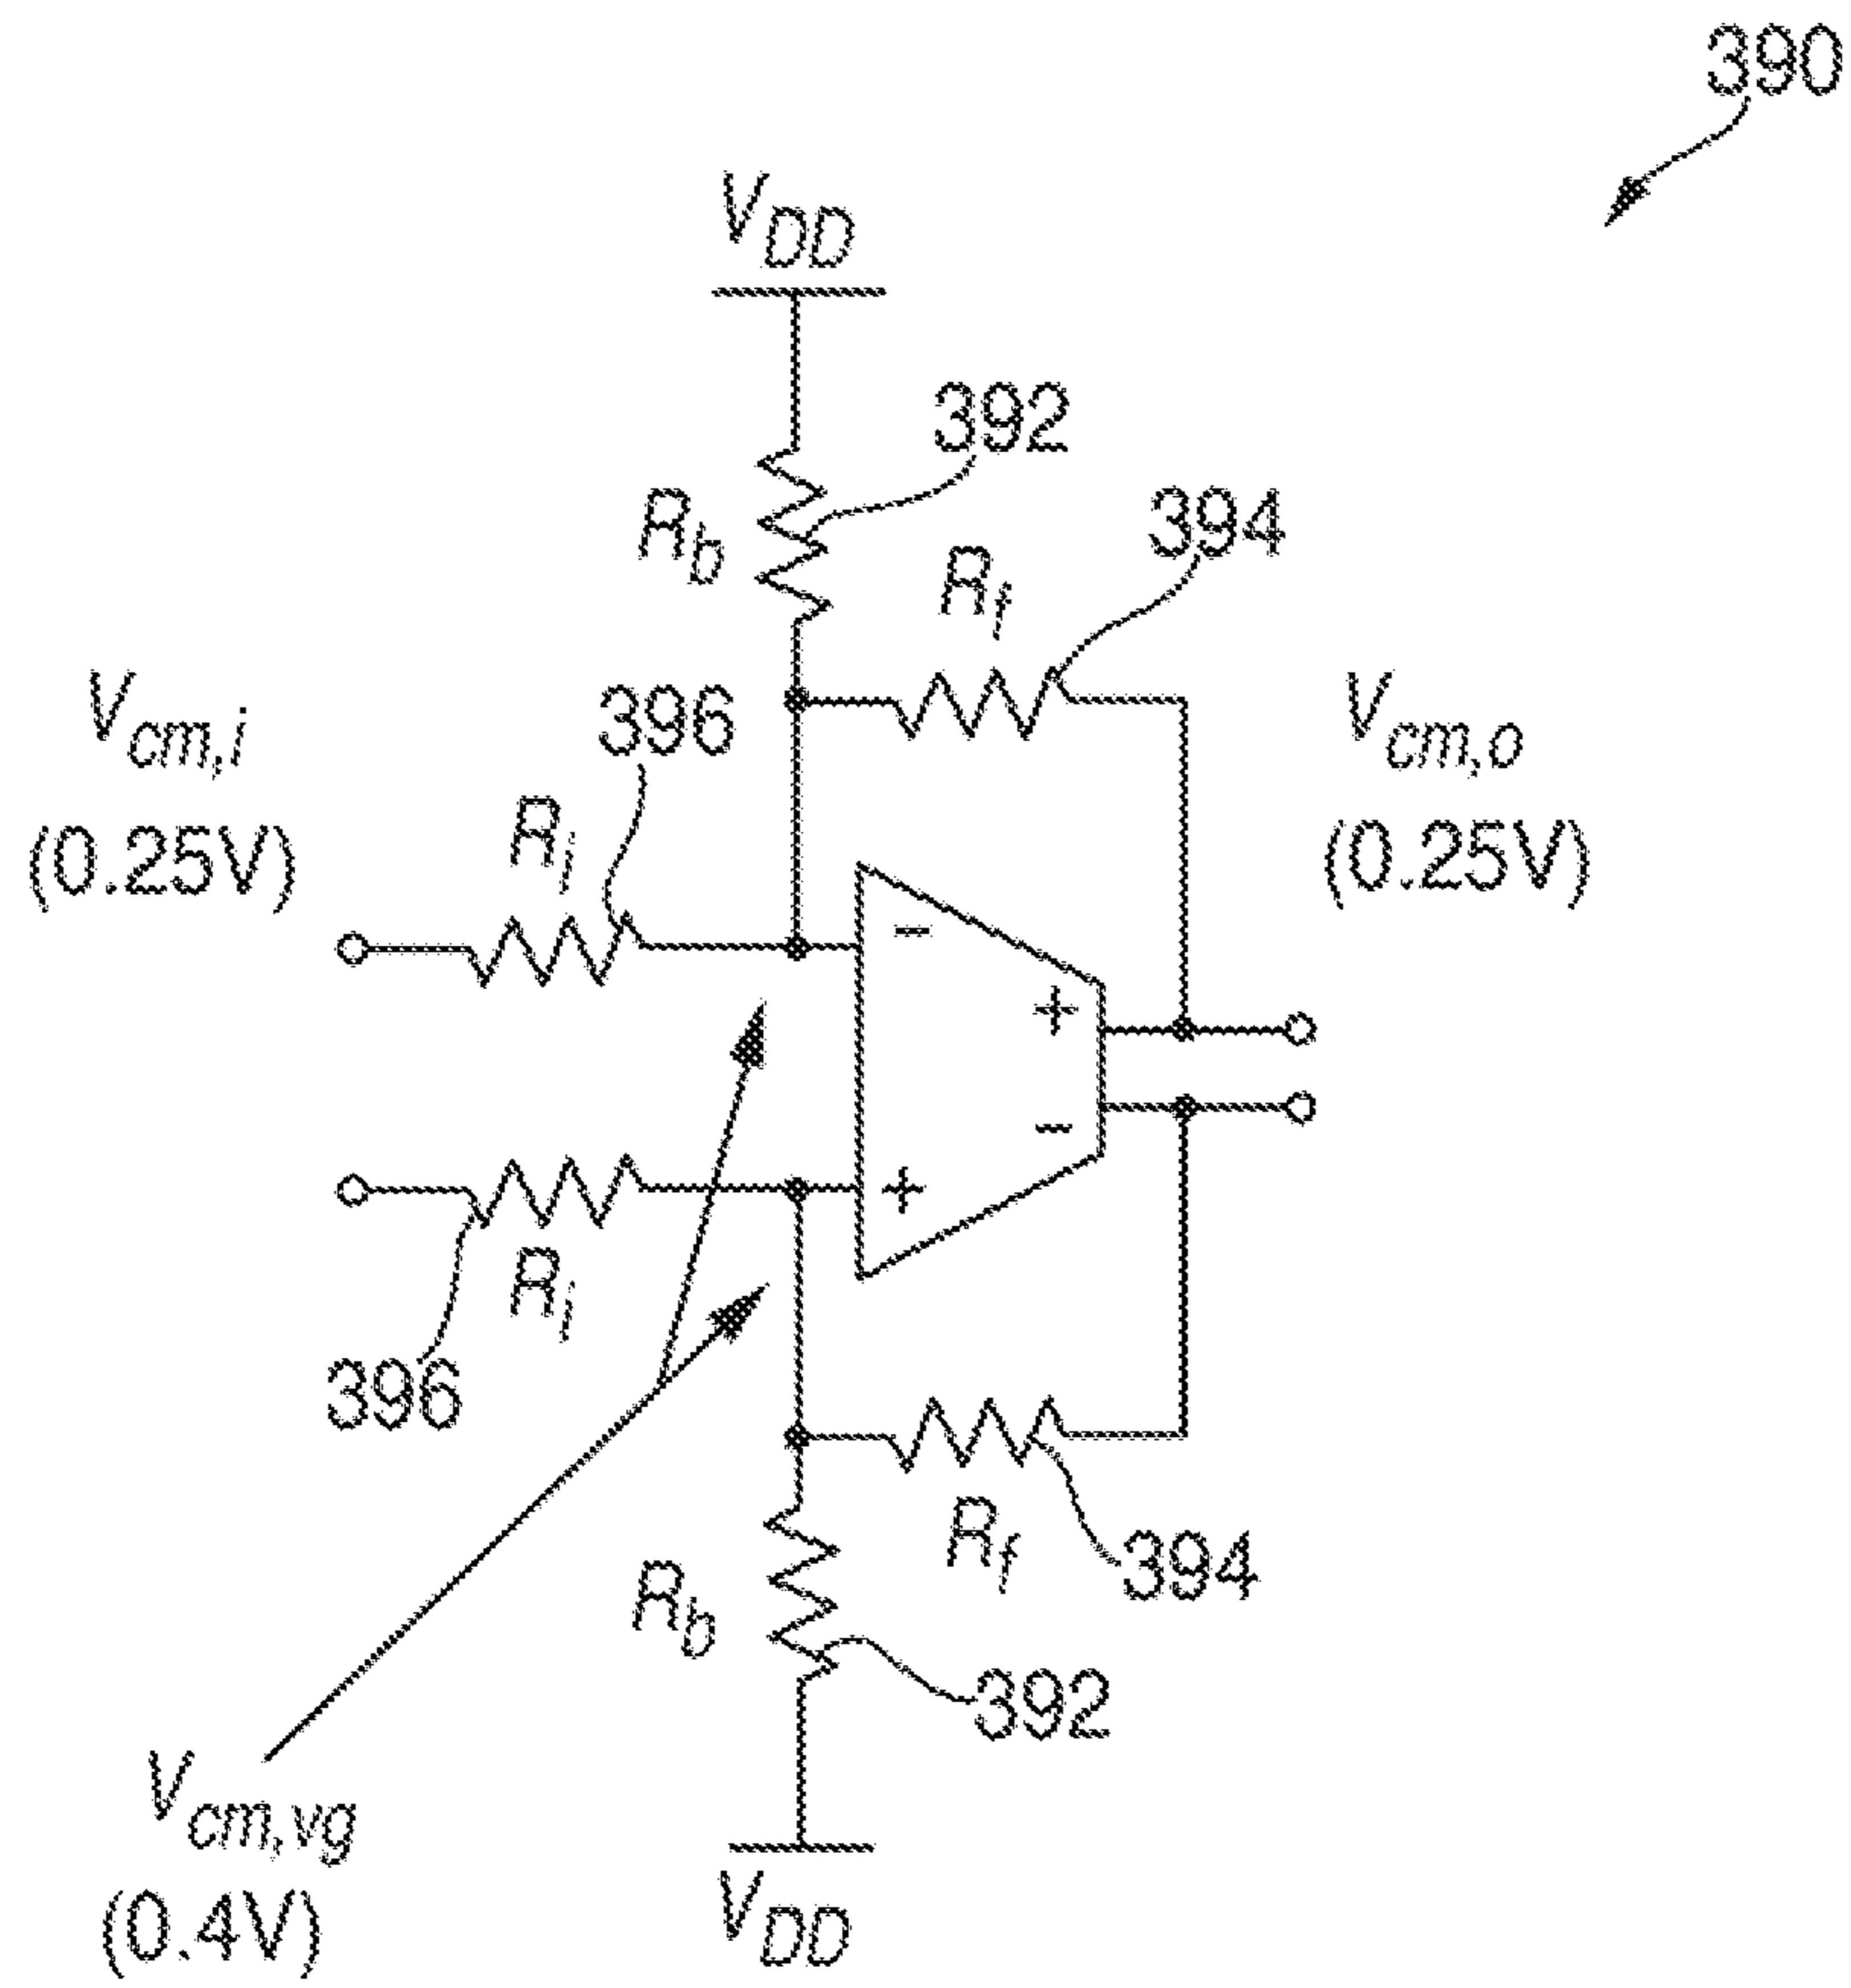 390
V_DD
392
R_b
394
R_f
V_cm,i
(0.25V)
396
R_i
V_cm,o
(0.25V)
-
+
-
+
R_i
396
R_f
394
R_b
392
V_cm,vg
(0.4V)
V_DD